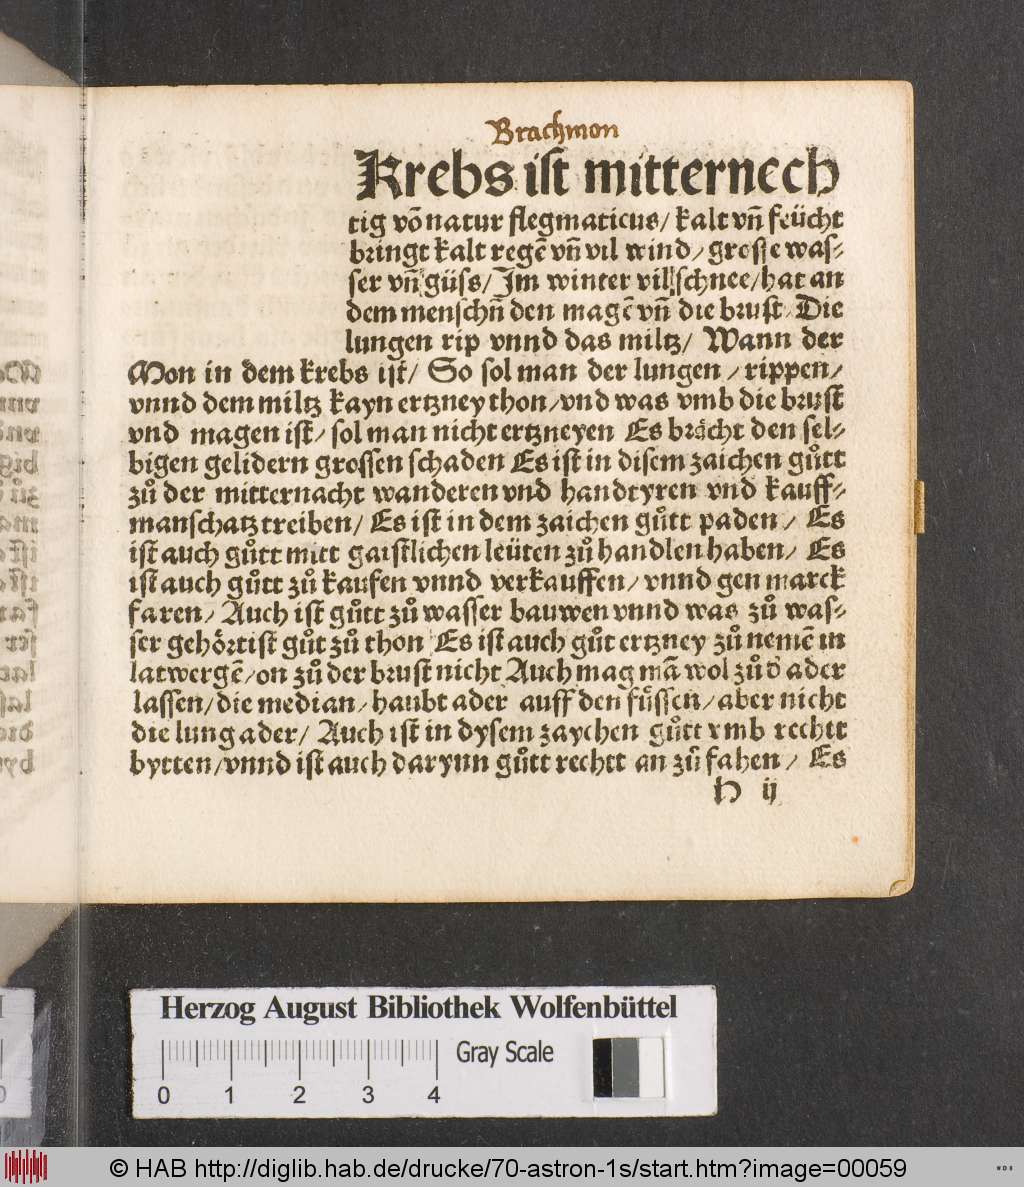 Brachmon
Krebs ist mitternech
tig võ natur flegmaticus/ kalt vñ feücht
bringt kalt regẽ vñ vil wind/ grosse was⸗
ser vñ güss/ Im winter vil schnee/ hat an
dem menschñ den magẽ vñ die brust/ Die
lungen rip vnnd das miltz/ Wann der
Mon in dem krebs ist/ So sol man der lungen/ rippen/
vnnd dem miltz kayn ertzney thon/ vnd was vmb die brust
vnd magen ist/ sol man nicht ertzneyen Es brächt den sel⸗
bigen gelidern grossen schaden Es ist in disem zaichen gůtt
zů der mitternacht wanderen vnd handtyren vnd kauff⸗
manschatz treiben/ Es ist in dem zaichen gůtt paden/ Es
ist auch gůtt mitt gaistlichen leüten zů handlen haben/ Es
ist auch gůtt zů kaufen vnnd verkauffen/ vnnd gen marck
faren/ Auch ist gůtt zů wasser bauwen vnnd was zů was⸗
ser gehört ist gůt zů thon Es ist auch gůt ertzney zů nemẽ in
latwergẽ/ on zů der brust nicht Auch mag mã wol zů d̕ ader
lassen/ die median/ haubt ader auff den füssen/ aber nicht
die lung ader/ Auch ist in dysem zaychen gůtt vmb rechtt
bytten/ vnnd ist auch darynn gůtt rechtt an zů fahen/ Es
H ij
Herzog August Bibliothek Wolfenbüttel
0 1 2 3 4 Gray Scale
© HAB http://diglib.hab.de/drucke/70-astron-1s/start.htm?image=00059